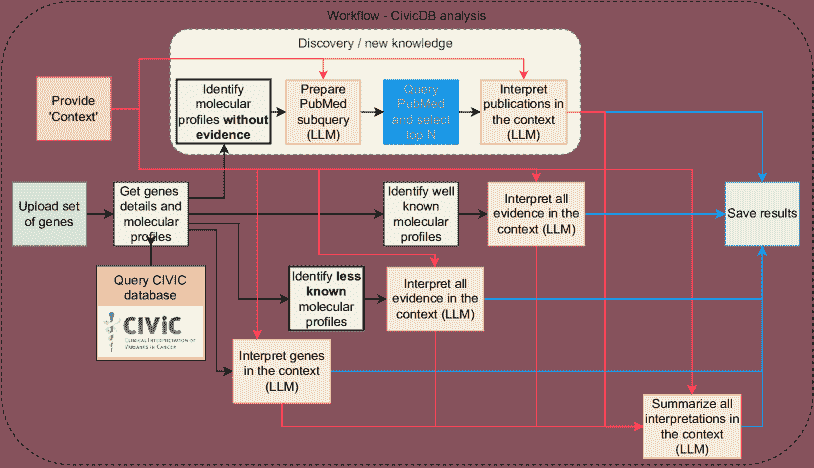 Workflow - CivicDB analysis
Discovery / new knowledge
Provide
'Context'
Identify
molecular
profiles without
evidence
Prepare
PubMed
subquery
(LLM)
Query
PubMed
and select
top N
Interpret
publications in
the context
(LLM)
Upload set
of genes
Get genes
details and
molecular
profiles
Identify well
known
molecular
profiles
Interpret all
evidence in the
context (LLM)
Save results
Query CIVIC
database
CIViC
CLINICAL INTERPRETATION OF
VARIANTS IN CANCER
Identify less
known
molecular
profiles
Interpret all
evidence in the
context (LLM)
Interpret genes
in the context
(LLM)
Summarize all
interpretations in
the context
(LLM)